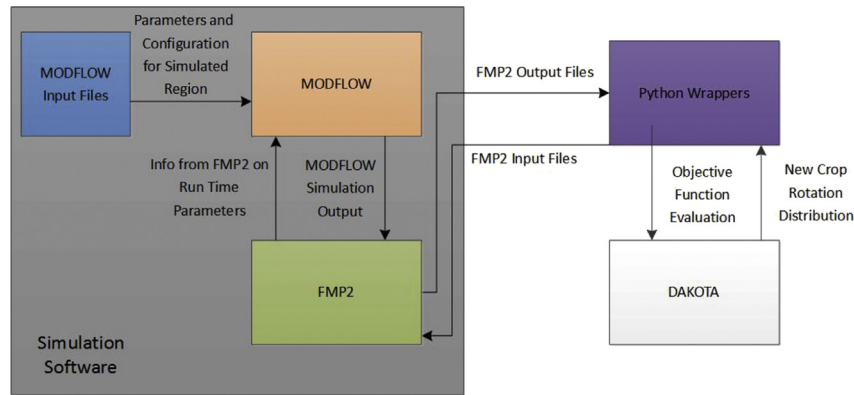 Parameters and
Configuration
for Simulated
Region
MODFLOW
Input Files
MODFLOW
FMP2 Output Files
Python Wrappers
Info from FMP2 on
Run Time
Parameters
MODFLOW
Simulation
Output
FMP2 Input Files
Objective
Function
Evaluation
New Crop
Rotation
Distribution
FMP2
DAKOTA
Simulation
Software